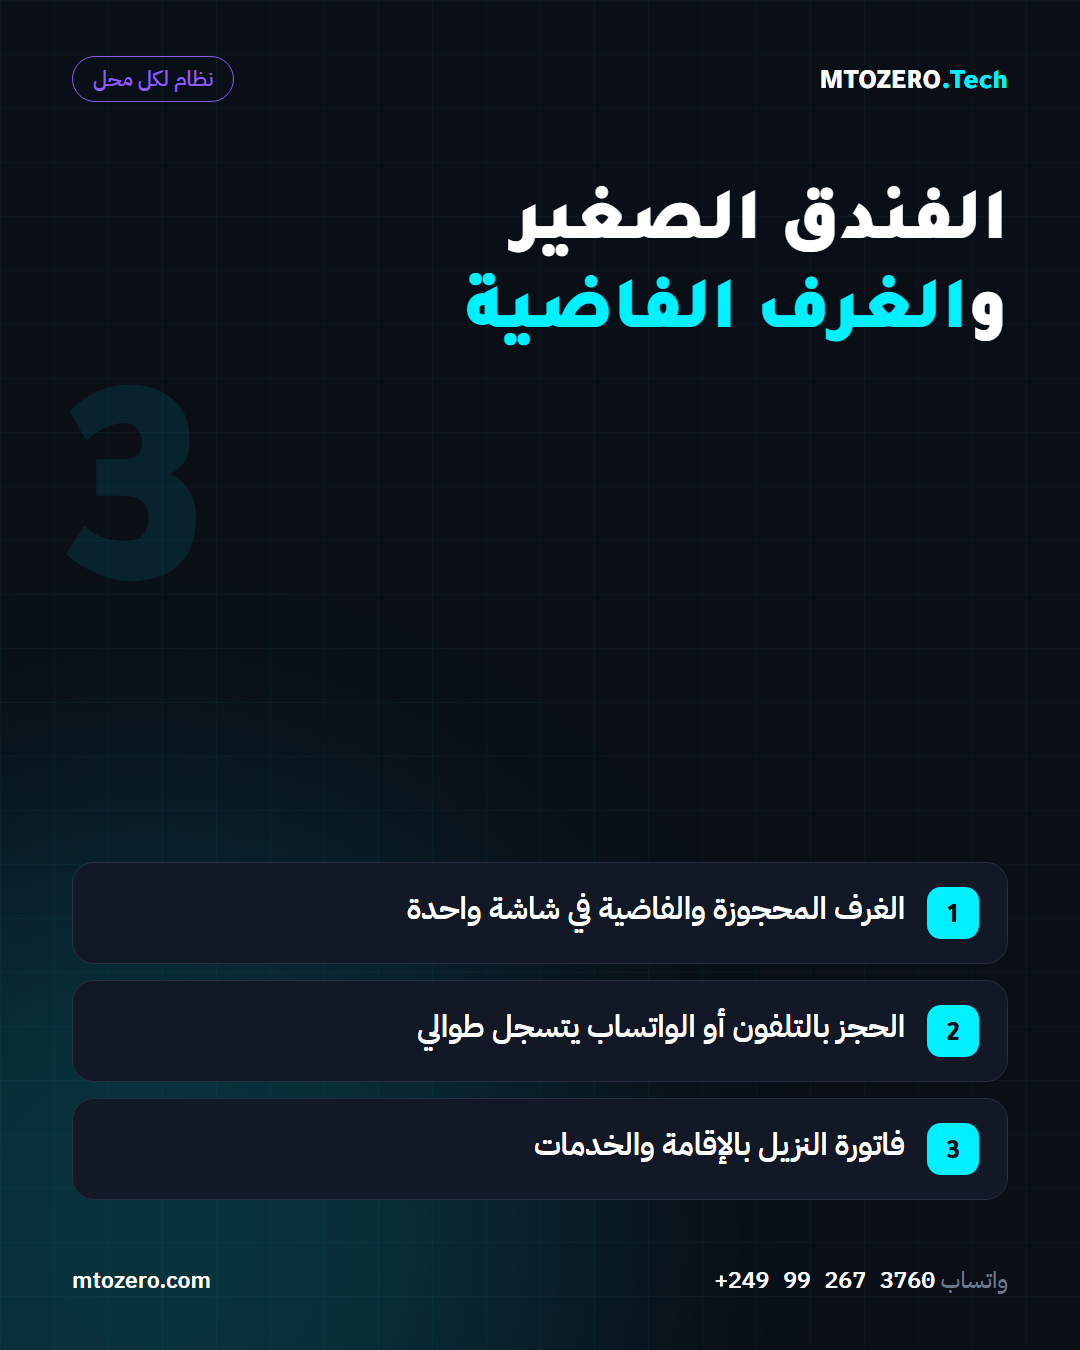 MTOZERO.Tech
نظام لكل محل
الفندق الصغير
والغرف الفاضية
3
1 الغرف المحجوزة والفاضية في شاشة واحدة
2 الحجز بالتلفون أو الواتساب يتسجل طوالي
3 فاتورة النزيل بالإقامة والخدمات
واتساب +249 99 267 3760
mtozero.com